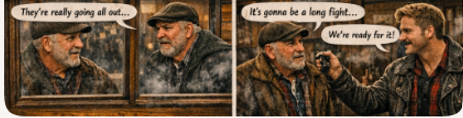 They're really going all out...
It's gonna be a long fight...
We're ready for it!